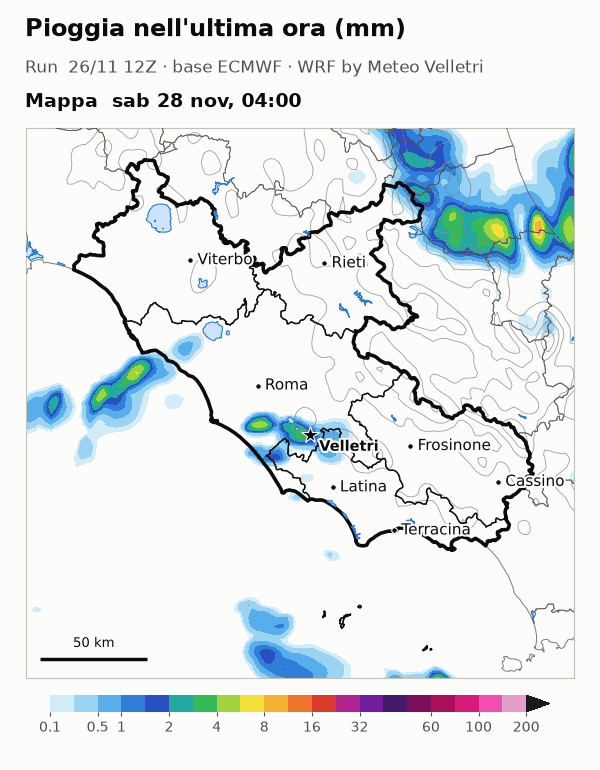 Pioggia nell'ultima ora (mm)
Run  26/11 12Z · base ECMWF · WRF by Meteo Velletri
Mappa  sab 28 nov, 04:00
Viterbo
Rieti
Roma
Velletri
Frosinone
Cassino
Latina
Terracina
50 km
0.1 0.5 1 2 4 8 16 32 60 100 200